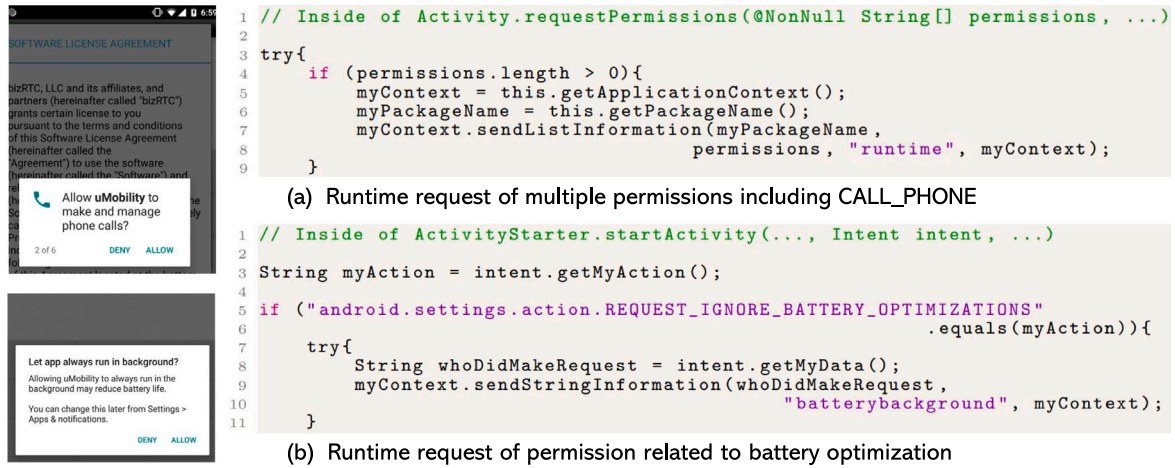 6:59
SOFTWARE LICENSE AGREEMENT
bizRTC, LLC and its affiliates, and
partners (hereinafter called "bizRTC")
grants certain license to you
pursuant to the terms and conditions
of this Software License Agreement
(hereinafter called the
"Agreement") to use the software
(hereinafter called the "Software") and
Allow uMobility to
make and manage
phone calls?
2 of 6 DENY ALLOW
1 // Inside of Activity.requestPermissions(@NonNull String[] permissions, ...)
2
3 try{
4 if (permissions.length > 0){
5 myContext = this.getApplicationContext();
6 myPackageName = this.getPackageName();
7 myContext.sendListInformation(myPackageName,
8 permissions, "runtime", myContext);
9 }
(a) Runtime request of multiple permissions including CALL_PHONE
Let app always run in background?
Allowing uMobility to always run in the
background may reduce battery life.
You can change this later from Settings >
Apps & notifications.
DENY ALLOW
1 // Inside of ActivityStarter.startActivity(..., Intent intent, ...)
2
3 String myAction = intent.getMyAction();
4
5 if ("android.settings.action.REQUEST_IGNORE_BATTERY_OPTIMIZATIONS"
6 .equals(myAction)){
7 try{
8 String whoDidMakeRequest = intent.getMyData();
9 myContext.sendStringInformation(whoDidMakeRequest,
10 "batterybackground", myContext);
11 }
(b) Runtime request of permission related to battery optimization